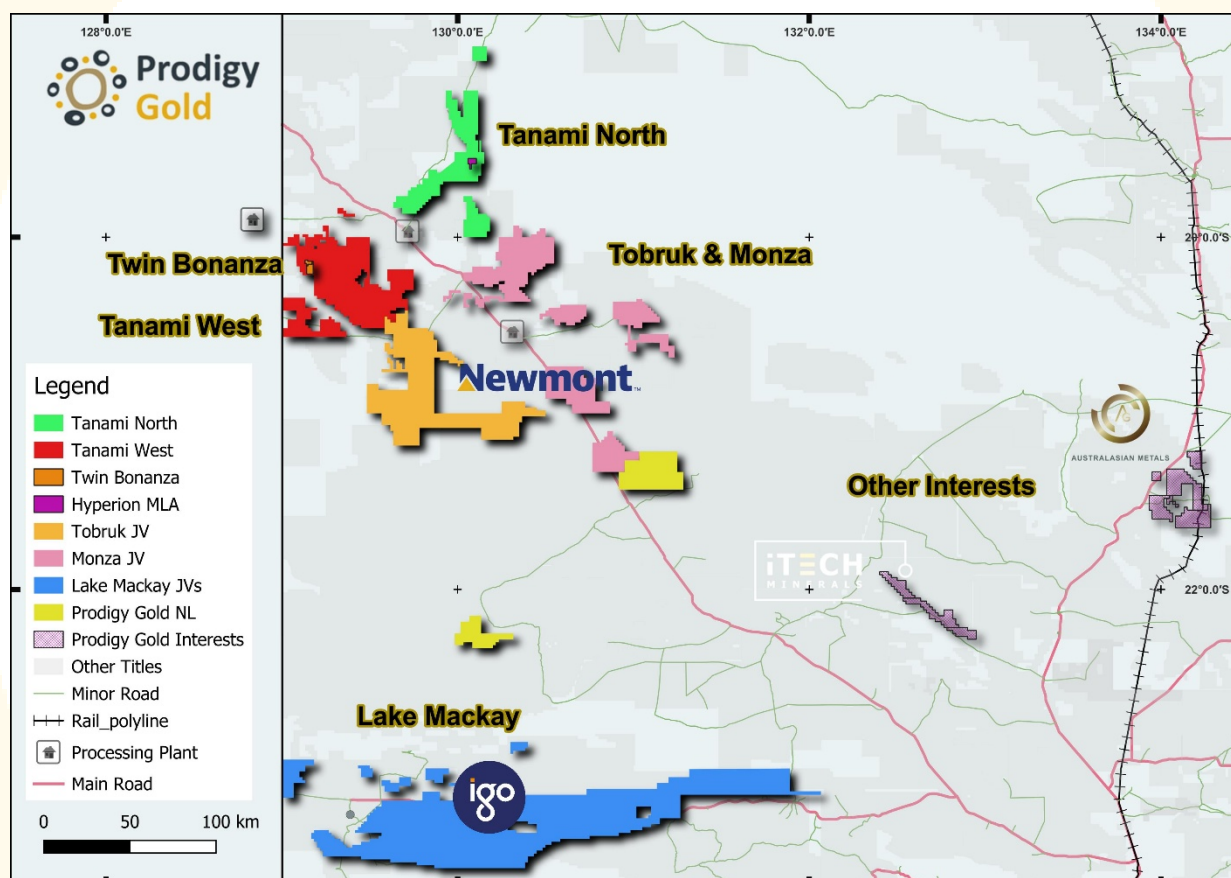 128°0.0'E
130°0.0'E
132°0.0'E
134°0.0'E
Prodigy
Gold
Tanami North
20°0.0'S
Twin Bonanza
Tobruk & Monza
Tanami West
Newmont™
Legend
Tanami North
Tanami West
Twin Bonanza
Hyperion MLA
Tobruk JV
Monza JV
Lake Mackay JVs
Prodigy Gold NL
Prodigy Gold Interests
Other Titles
Minor Road
Rail_polyline
Processing Plant
Main Road
0 50 100 km
AUSTRALASIAN METALS
Other Interests
iTECH
MINERALS
22°0.0'S
Lake Mackay
igo